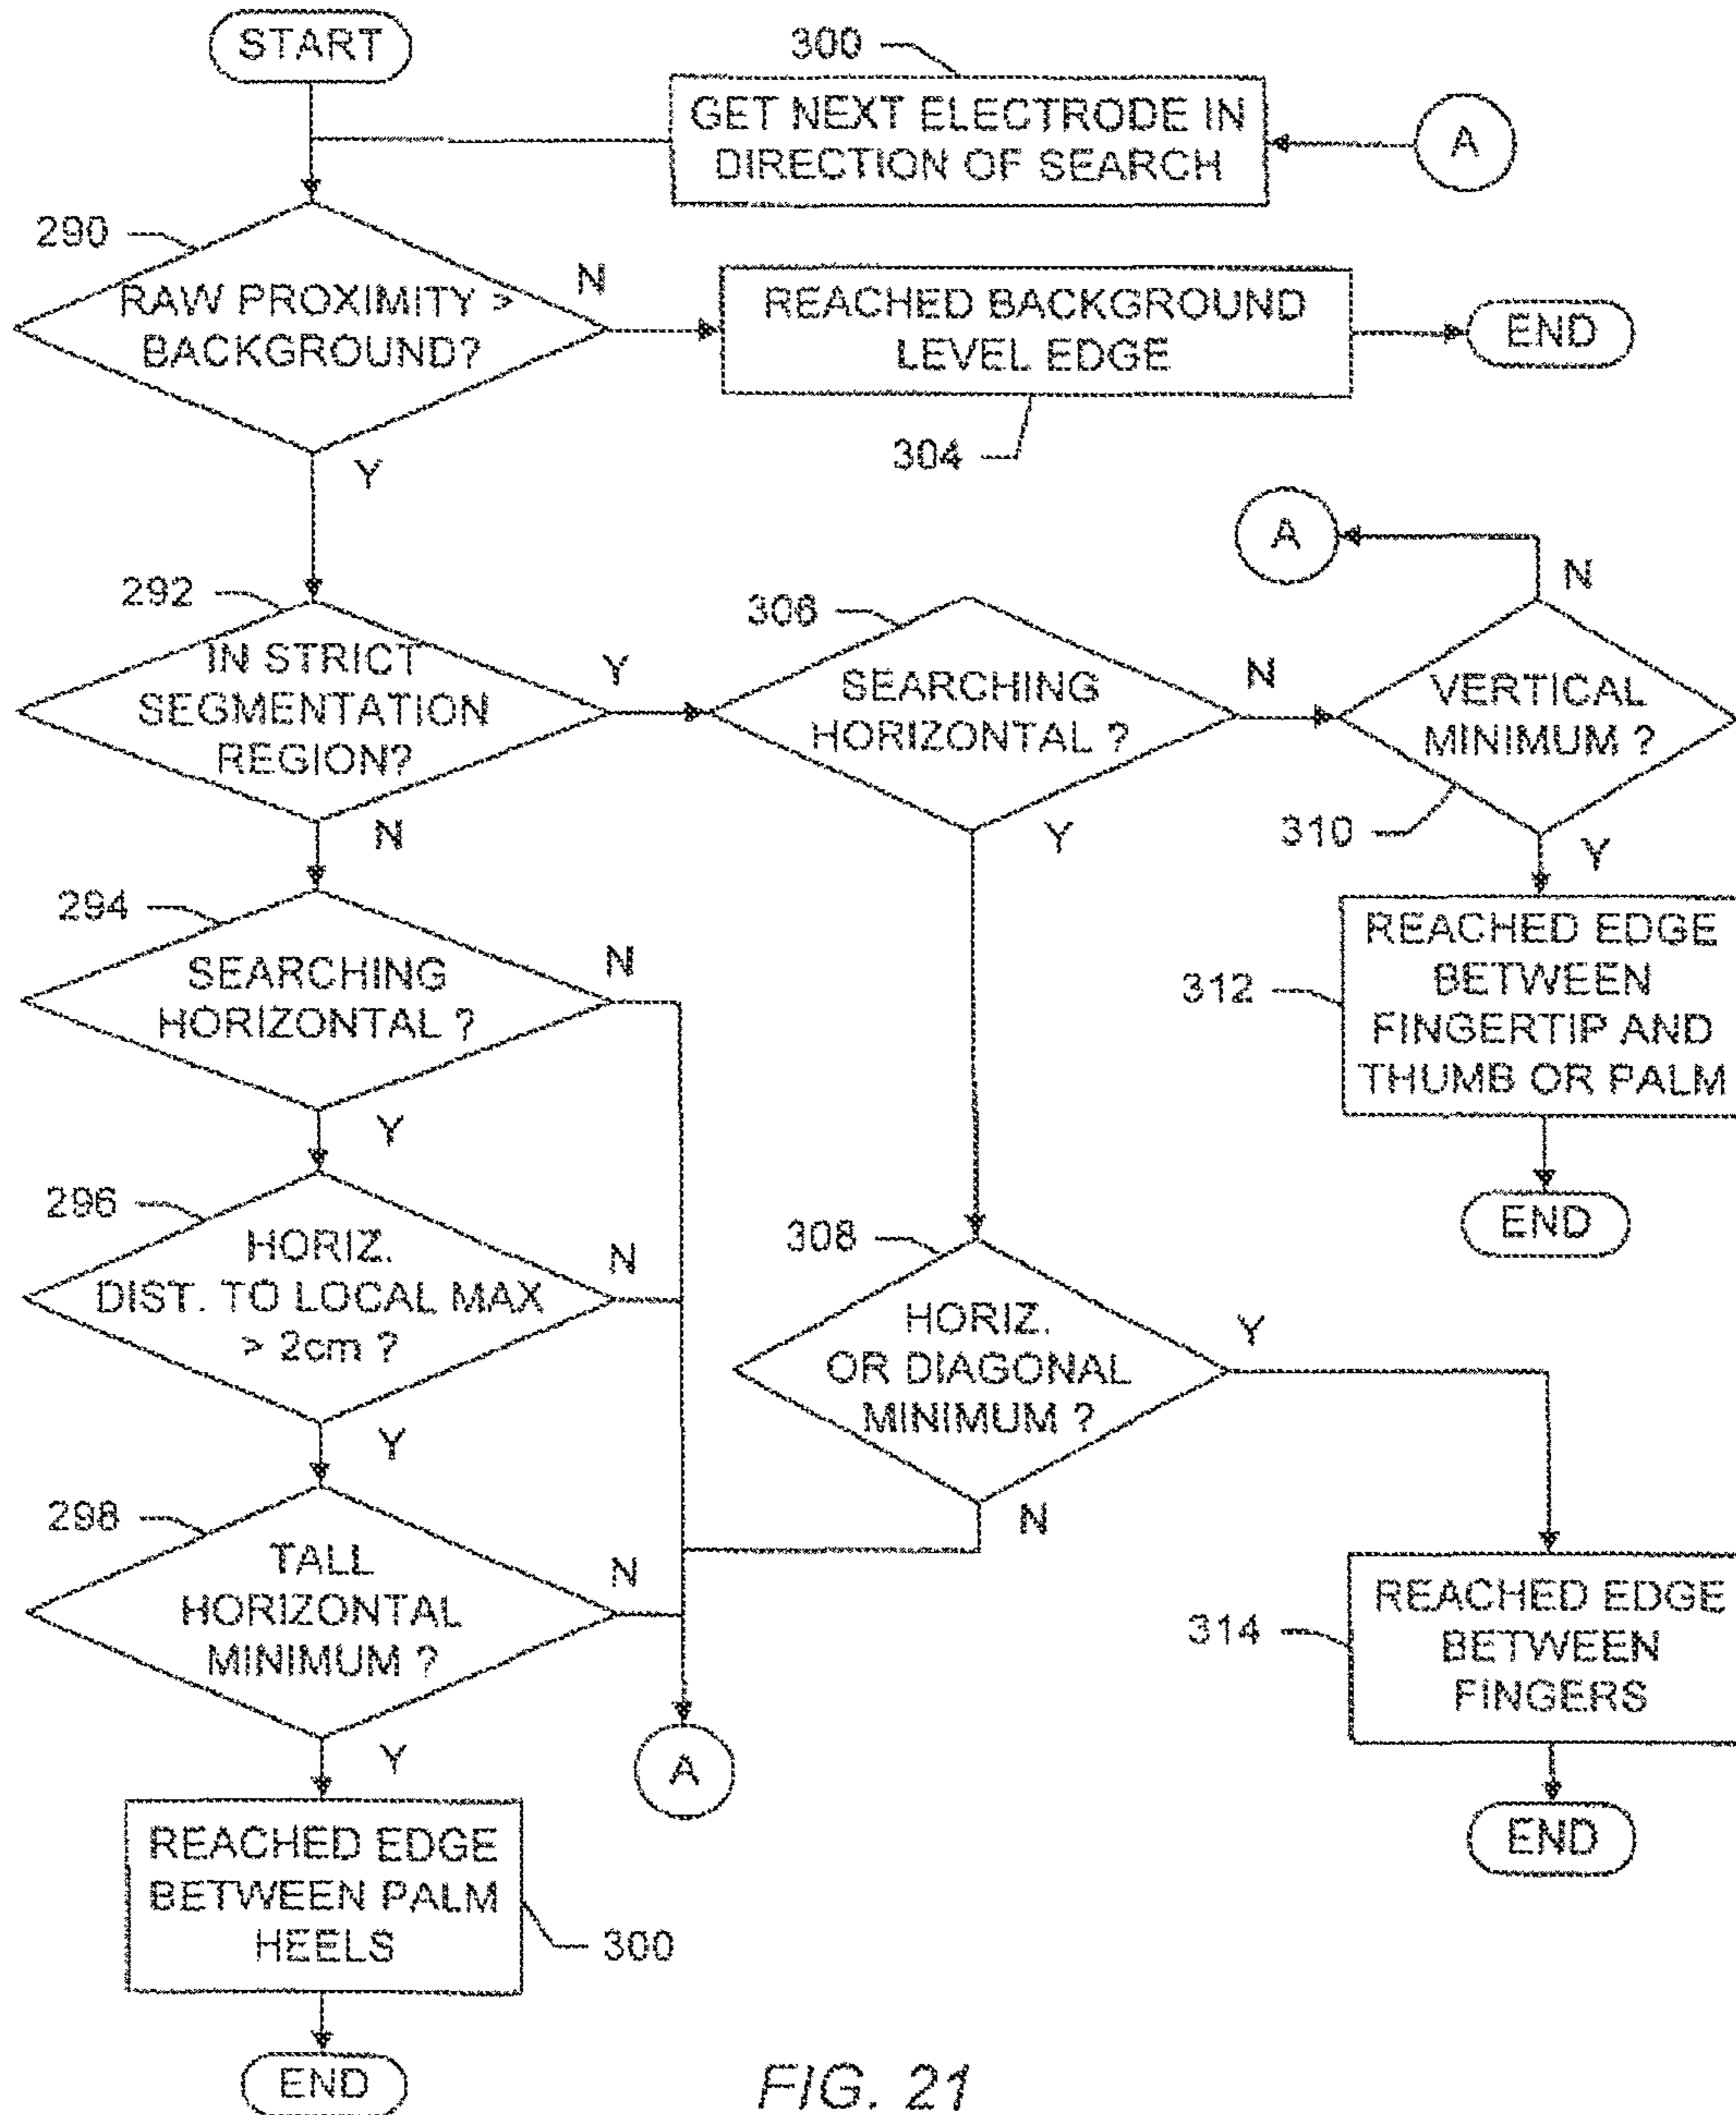 START
300
GET NEXT ELECTRODE IN
DIRECTION OF SEARCH
A
290
RAW PROXIMITY >
BACKGROUND?
N
REACHED BACKGROUND
LEVEL EDGE
END
304
Y
A
N
292
IN STRICT
SEGMENTATION
REGION?
Y
306
SEARCHING
HORIZONTAL ?
N
VERTICAL
MINIMUM ?
310
N
Y
Y
294
SEARCHING
HORIZONTAL ?
N
312
REACHED EDGE
BETWEEN
FINGERTIP AND
THUMB OR PALM
Y
END
296
HORIZ.
DIST. TO LOCAL MAX
> 2cm ?
N
308
HORIZ.
OR DIAGONAL
MINIMUM ?
Y
Y
N
298
TALL
HORIZONTAL
MINIMUM ?
N
314
REACHED EDGE
BETWEEN
FINGERS
Y
A
END
REACHED EDGE
BETWEEN PALM
HEELS
300
END
FIG. 21